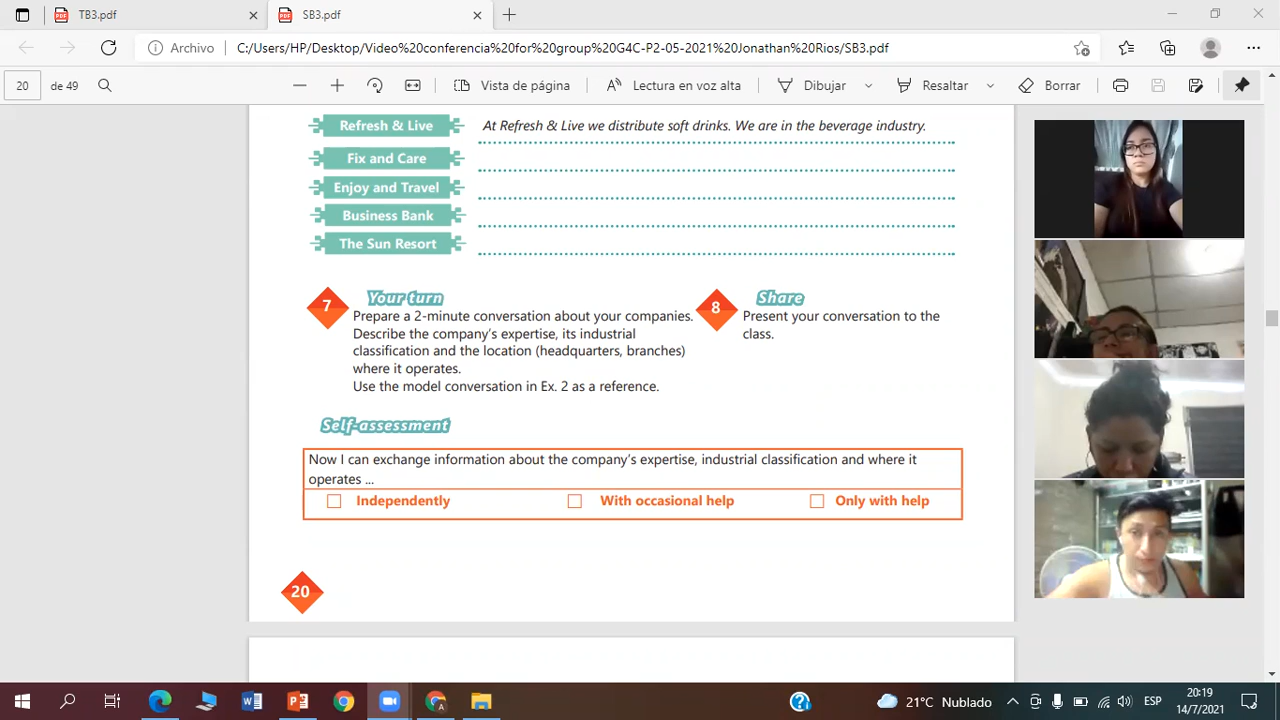 TB3.pdf
SB3.pdf
Archivo
C:/Users/HP/Desktop/Video%20conferencia%20for%20group%20G4C-P2-05-2021%20Jonathan%20Rios/SB3.pdf
20
de 49
Vista de página
Lectura en voz alta
Dibujar
Resaltar
Borrar
Refresh & Live
At Refresh & Live we distribute soft drinks. We are in the beverage industry.
Fix and Care
Enjoy and Travel
Business Bank
The Sun Resort
7
Your turn
Prepare a 2-minute conversation about your companies.
Describe the company's expertise, its industrial
classification and the location (headquarters, branches)
where it operates.
Use the model conversation in Ex. 2 as a reference.
8
Share
Present your conversation to the
class.
Self-assessment
Now I can exchange information about the company's expertise, industrial classification and where it
operates ...
Independently
With occasional help
Only with help
20
21°C Nublado
ESP
20:19
14/7/2021